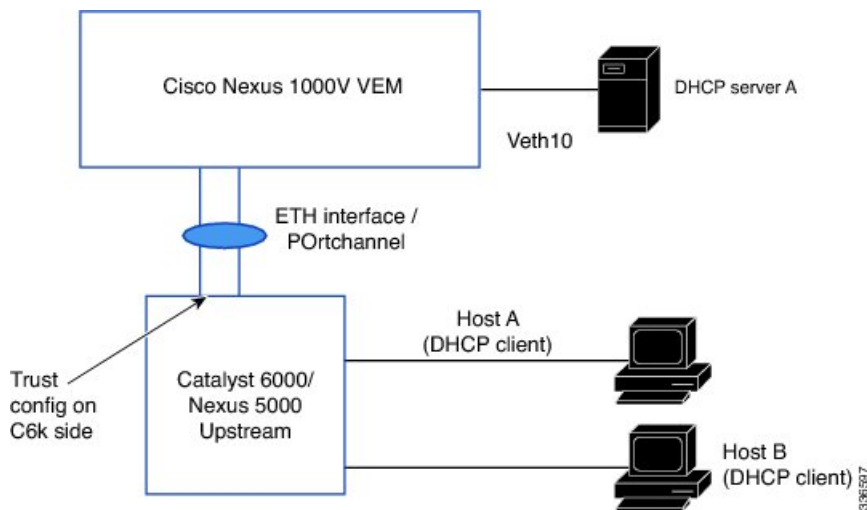 Cisco Nexus 1000V VEM
DHCP server A
Veth10
ETH interface /
POrtchannel
Host A
(DHCP client)
Trust
config on
C6k side
Catalyst 6000/
Nexus 5000
Upstream
Host B
(DHCP client)
336597